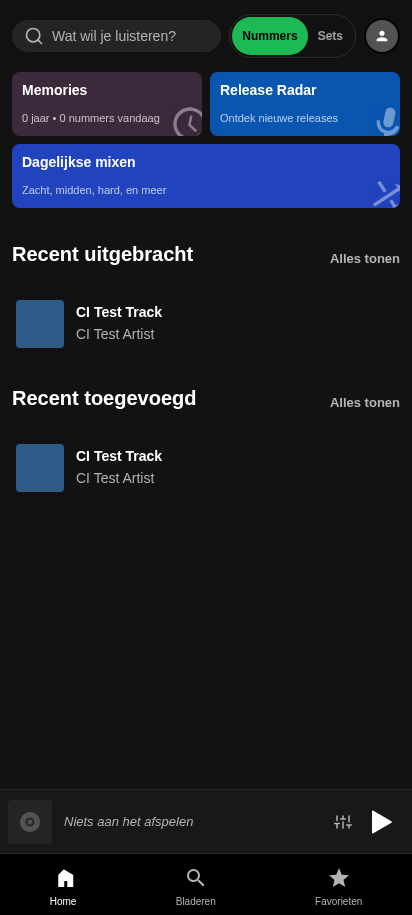 Wat wil je luisteren?
Nummers
Sets
Memories
0 jaar • 0 nummers vandaag
Release Radar
Ontdek nieuwe releases
Dagelijkse mixen
Zacht, midden, hard, en meer
Recent uitgebracht
Alles tonen
CI Test Track
CI Test Artist
Recent toegevoegd
Alles tonen
CI Test Track
CI Test Artist
Niets aan het afspelen
Home
Bladeren
Favorieten